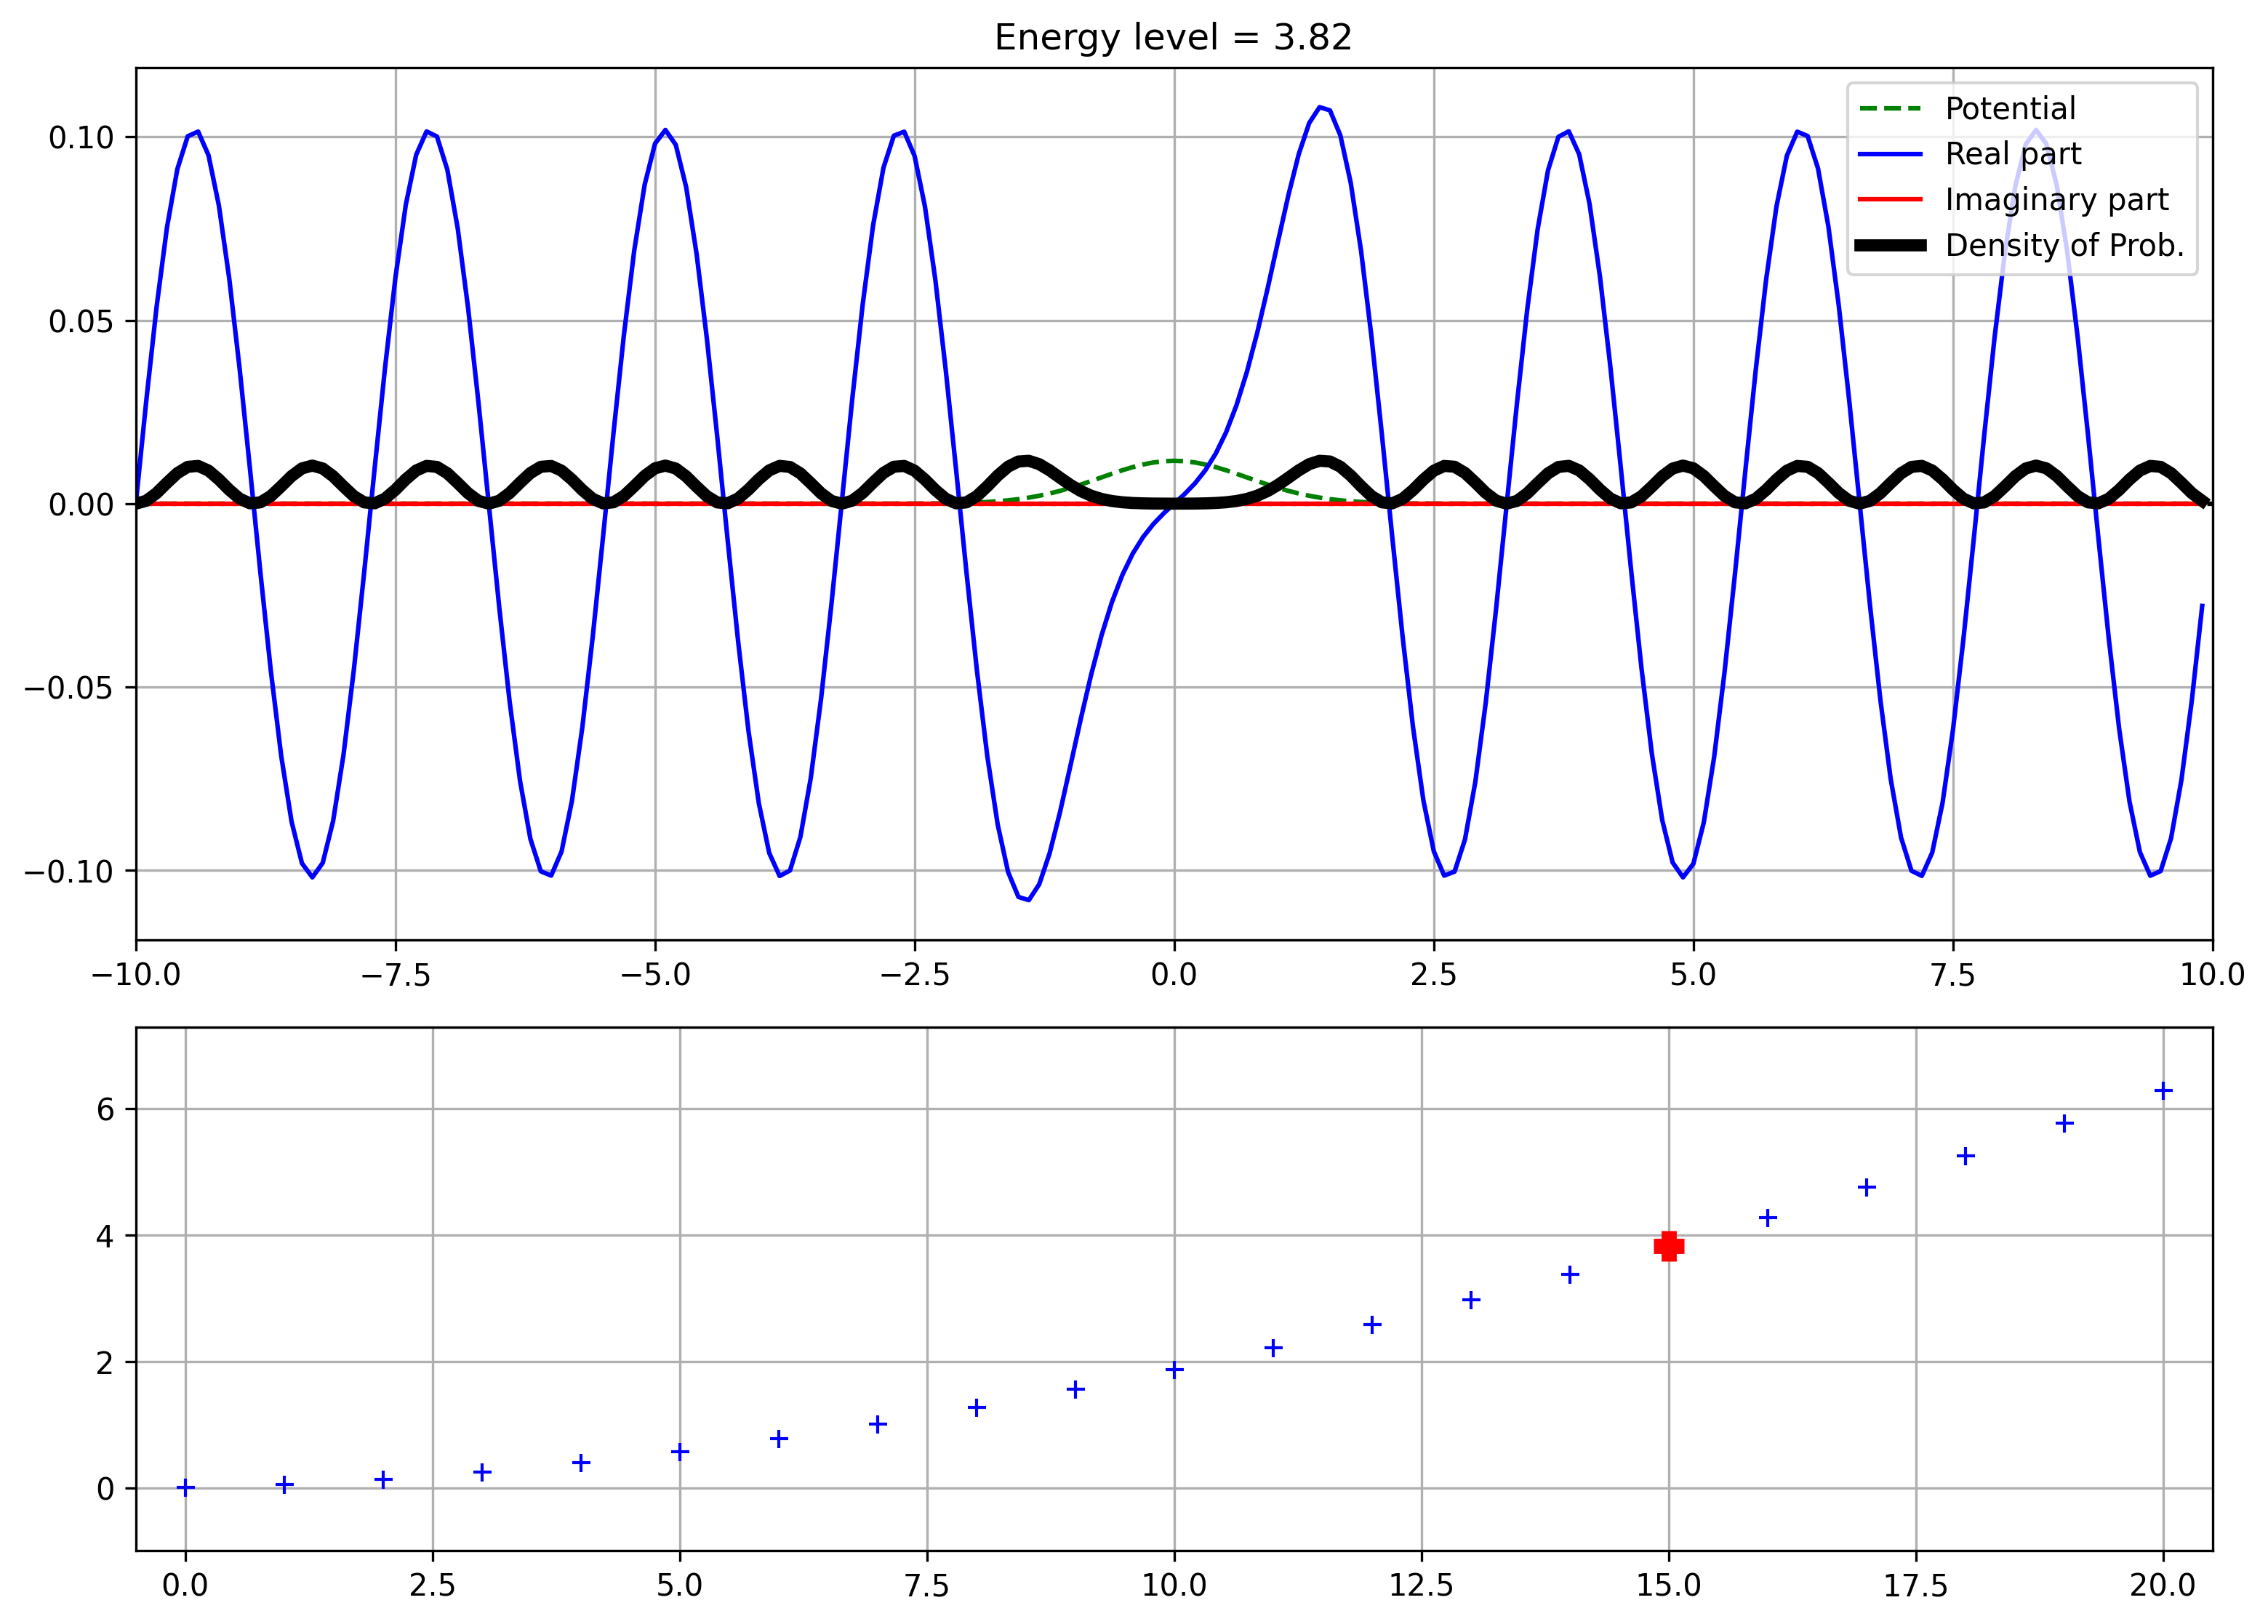 Energy level = 3.82
Potential
Real part
Imaginary part
Density of Prob.
0.10
0.05
0.00
−0.05
−0.10
−10.0 −7.5 −5.0 −2.5 0.0 2.5 5.0 7.5 10.0
6
4
2
0
0.0 2.5 5.0 7.5 10.0 12.5 15.0 17.5 20.0